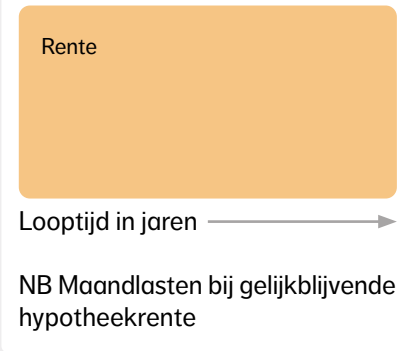 Rente
Looptijd in jaren
NB Maandlasten bij gelijkblijvende
hypotheekrente